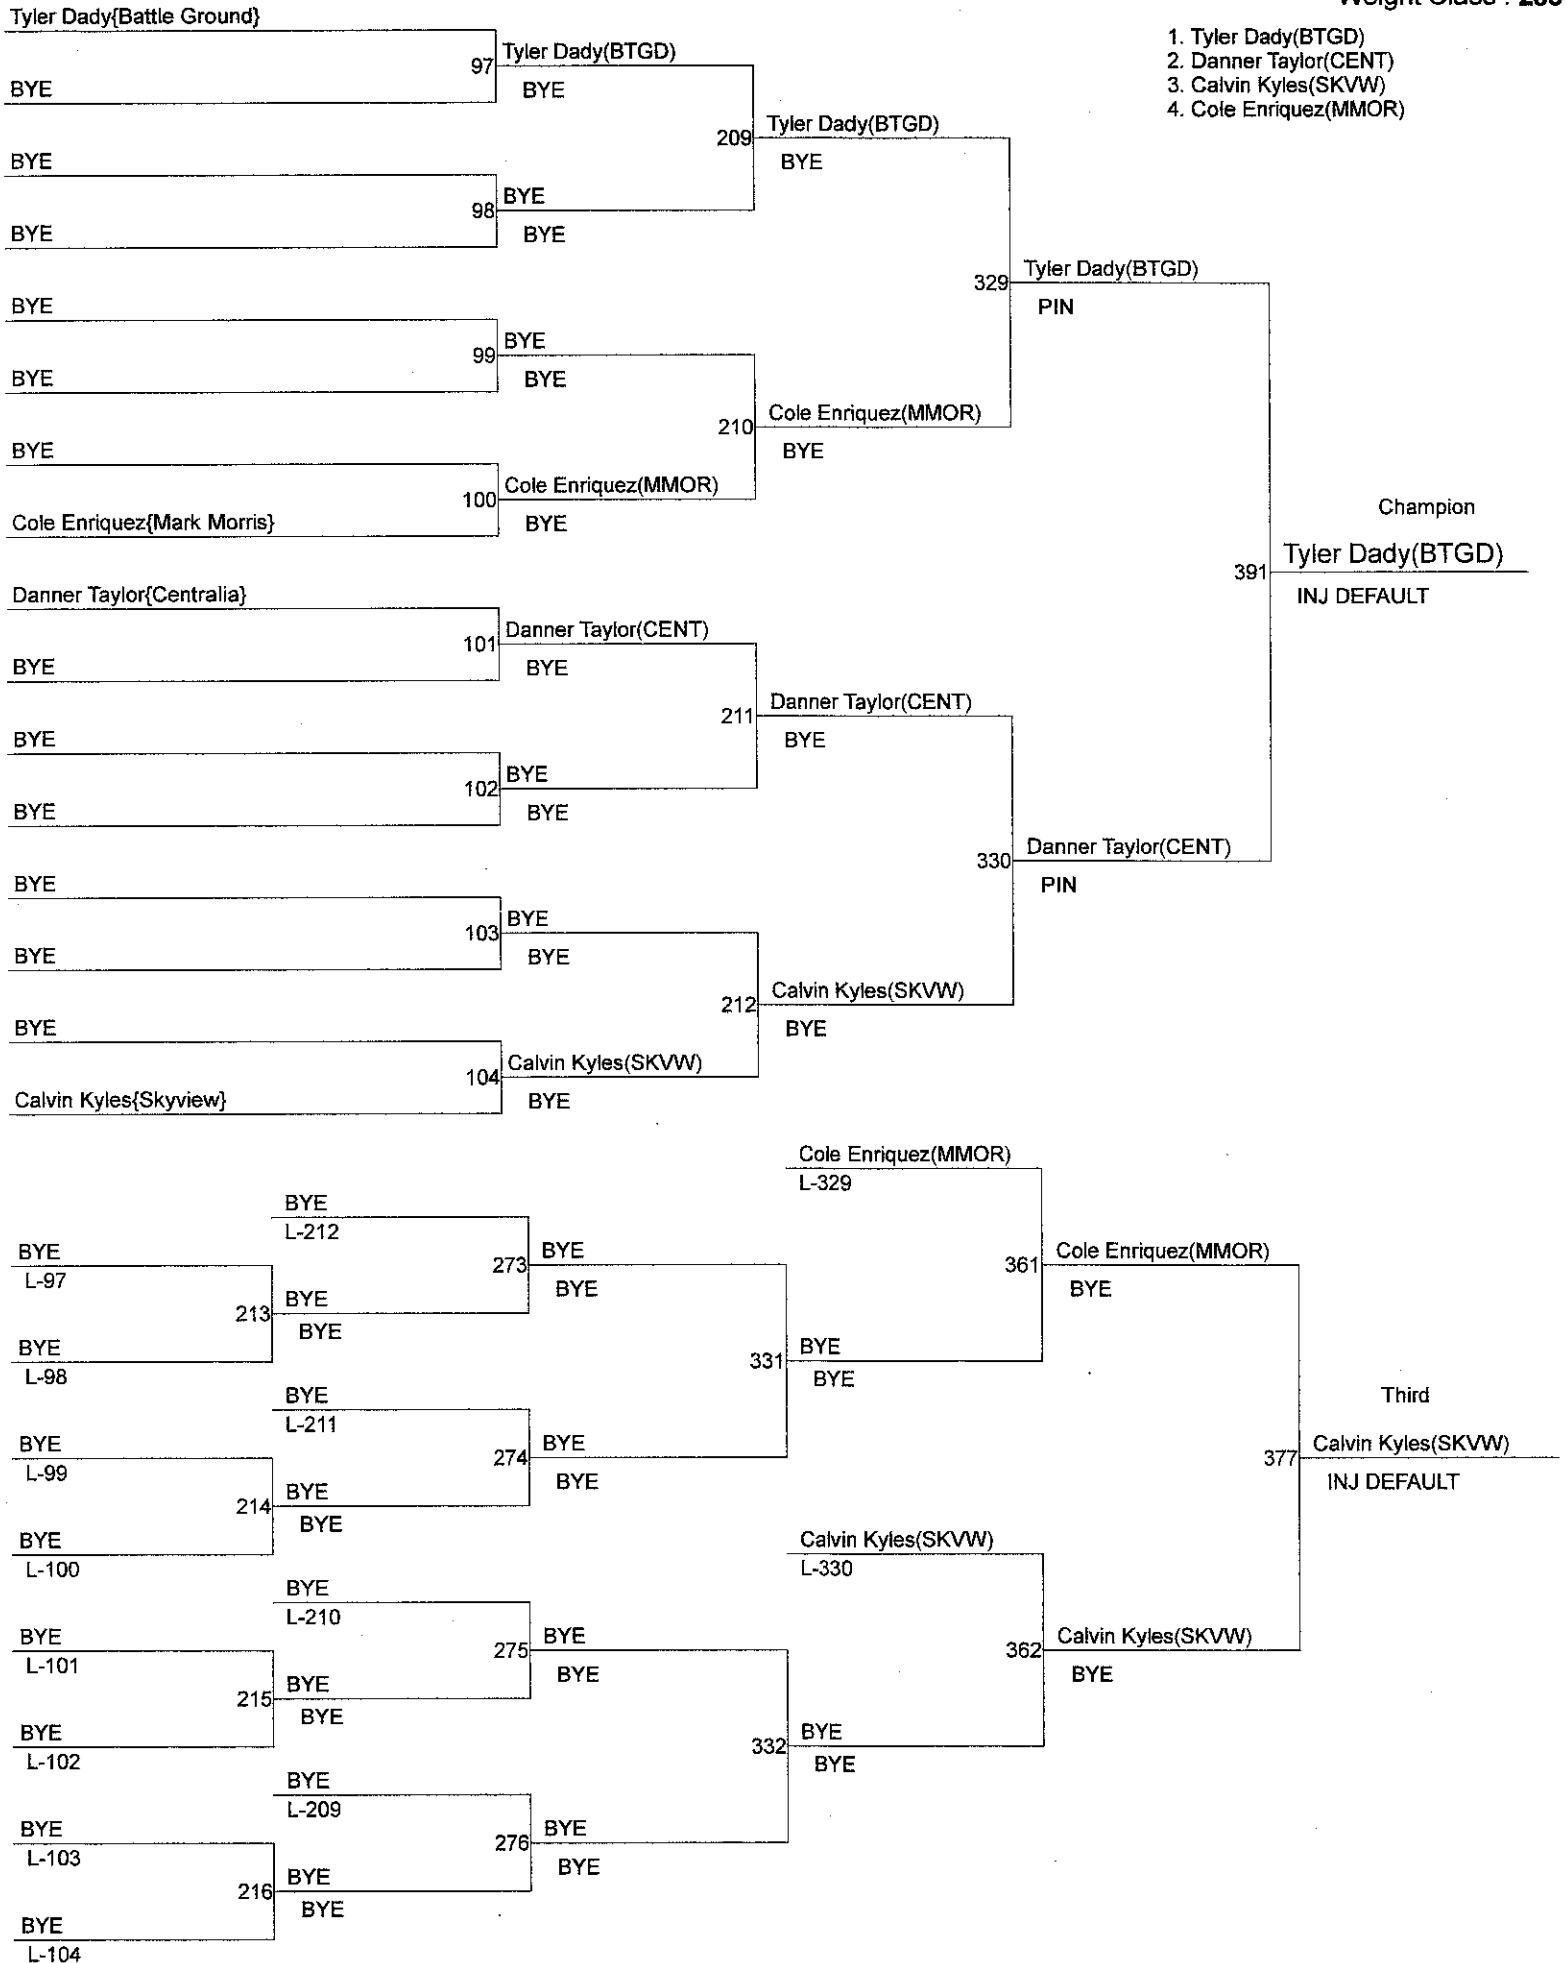 Weight Class :
1. Tyler Dady(BTGD)
2. Danner Taylor(CENT)
3. Calvin Kyles(SKVW)
4. Cole Enriquez(MMOR)
Tyler Dady{Battle Ground}
97
Tyler Dady(BTGD)
BYE
BYE
209
Tyler Dady(BTGD)
BYE
BYE
98
BYE
BYE
BYE
329
Tyler Dady(BTGD)
PIN
BYE
99
BYE
BYE
BYE
210
Cole Enriquez(MMOR)
BYE
BYE
100
Cole Enriquez(MMOR)
BYE
Cole Enriquez{Mark Morris}
Champion
391
Tyler Dady(BTGD)
INJ DEFAULT
Danner Taylor{Centralia}
101
Danner Taylor(CENT)
BYE
BYE
211
Danner Taylor(CENT)
BYE
BYE
102
BYE
BYE
BYE
330
Danner Taylor(CENT)
PIN
BYE
103
BYE
BYE
BYE
212
Calvin Kyles(SKVW)
BYE
BYE
104
Calvin Kyles(SKVW)
BYE
Calvin Kyles{Skyview}
Cole Enriquez(MMOR)
L-329
BYE
L-212
BYE
L-97
273
BYE
BYE
361
Cole Enriquez(MMOR)
BYE
213
BYE
BYE
BYE
L-98
331
BYE
BYE
BYE
L-211
Third
BYE
L-99
274
BYE
BYE
377
Calvin Kyles(SKVW)
INJ DEFAULT
214
BYE
BYE
BYE
L-100
Calvin Kyles(SKVW)
L-330
BYE
L-210
BYE
L-101
275
BYE
BYE
362
Calvin Kyles(SKVW)
BYE
215
BYE
BYE
BYE
L-102
332
BYE
BYE
BYE
L-209
BYE
L-103
276
BYE
BYE
216
BYE
BYE
BYE
L-104